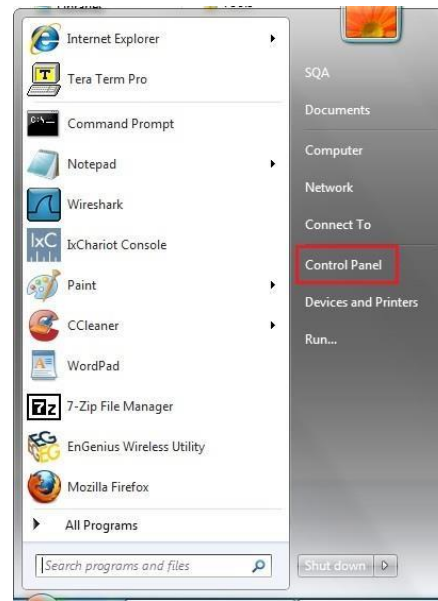 Internet Explorer
Tera Term Pro
Command Prompt
Notepad
Wireshark
IxChariot Console
Paint
CCleaner
WordPad
7-Zip File Manager
EnGenius Wireless Utility
Mozilla Firefox
All Programs
Search programs and files
SQA
Documents
Computer
Network
Connect To
Control Panel
Devices and Printers
Run...
Shut down